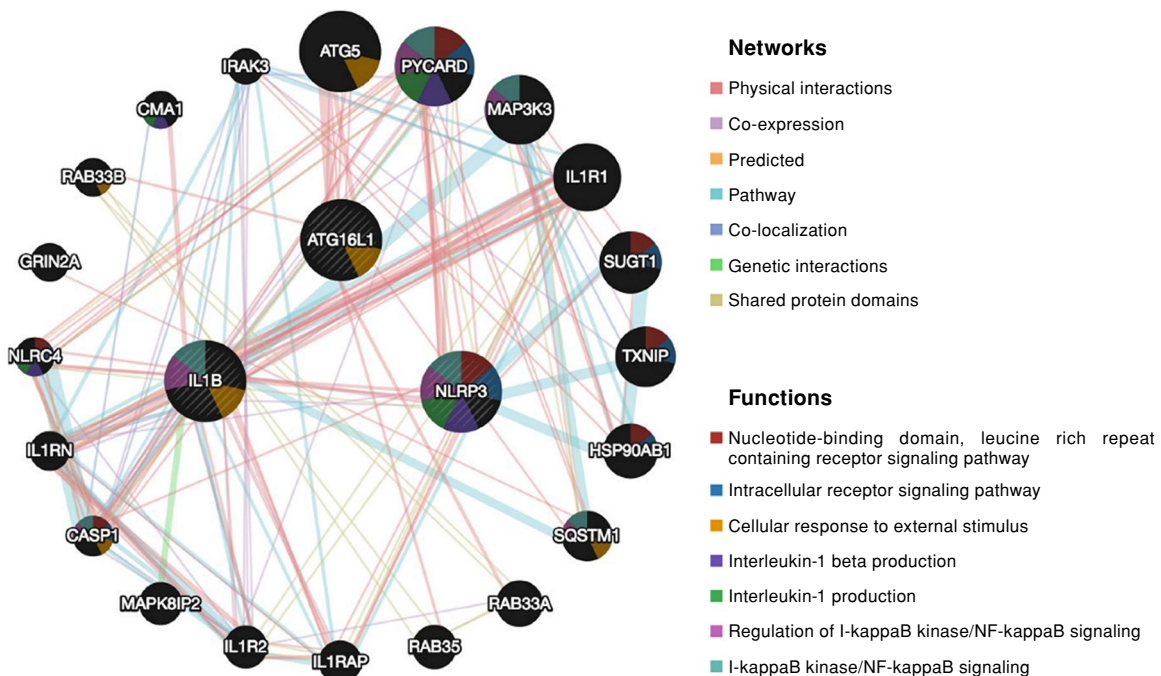 ATG5
PYCARD
IRAK3
MAP3K3
CMA1
RAB33B
IL1R1
ATG16L1
GRIN2A
SUGT1
NLRC4
TXNIP
IL1B
NLRP3
IL1RN
HSP90AB1
CASP1
SQSTM1
MAPK8IP2
RAB33A
IL1R2
IL1RAP
RAB35
Networks
Physical interactions
Co-expression
Predicted
Pathway
Co-localization
Genetic interactions
Shared protein domains
Functions
Nucleotide-binding domain, leucine rich repeat
containing receptor signaling pathway
Intracellular receptor signaling pathway
Cellular response to external stimulus
Interleukin-1 beta production
Interleukin-1 production
Regulation of I-kappaB kinase/NF-kappaB signaling
I-kappaB kinase/NF-kappaB signaling